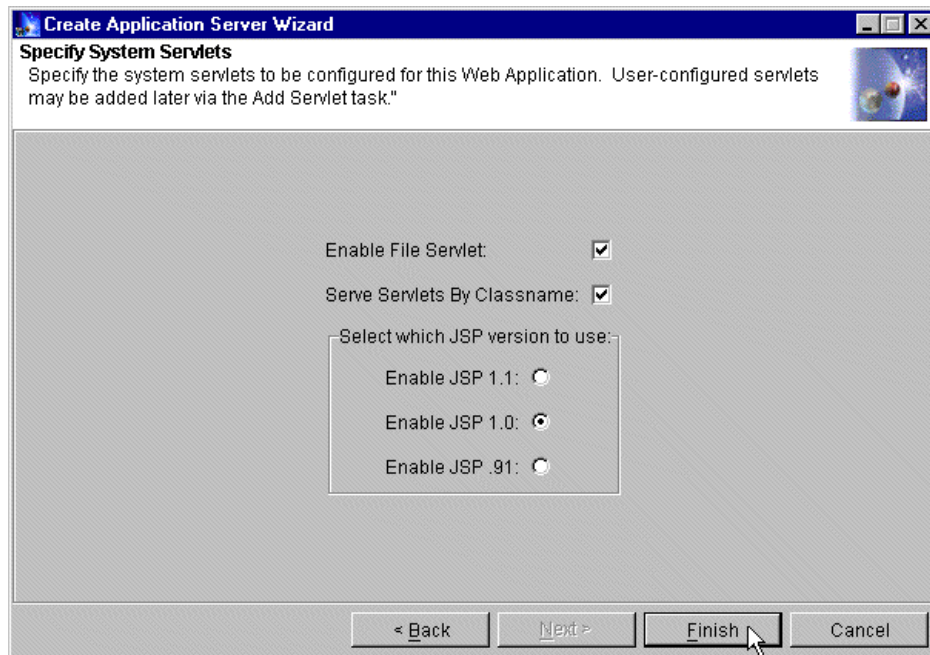 Create Application Server Wizard
Specify System Servlets
Specify the system servlets to be configured for this Web Application. User-configured servlets
may be added later via the Add Servlet task."
Enable File Servlet:
Serve Servlets By Classname:
Select which JSP version to use:
Enable JSP 1.1:
Enable JSP 1.0:
Enable JSP .91:
< Back Next > Finish Cancel